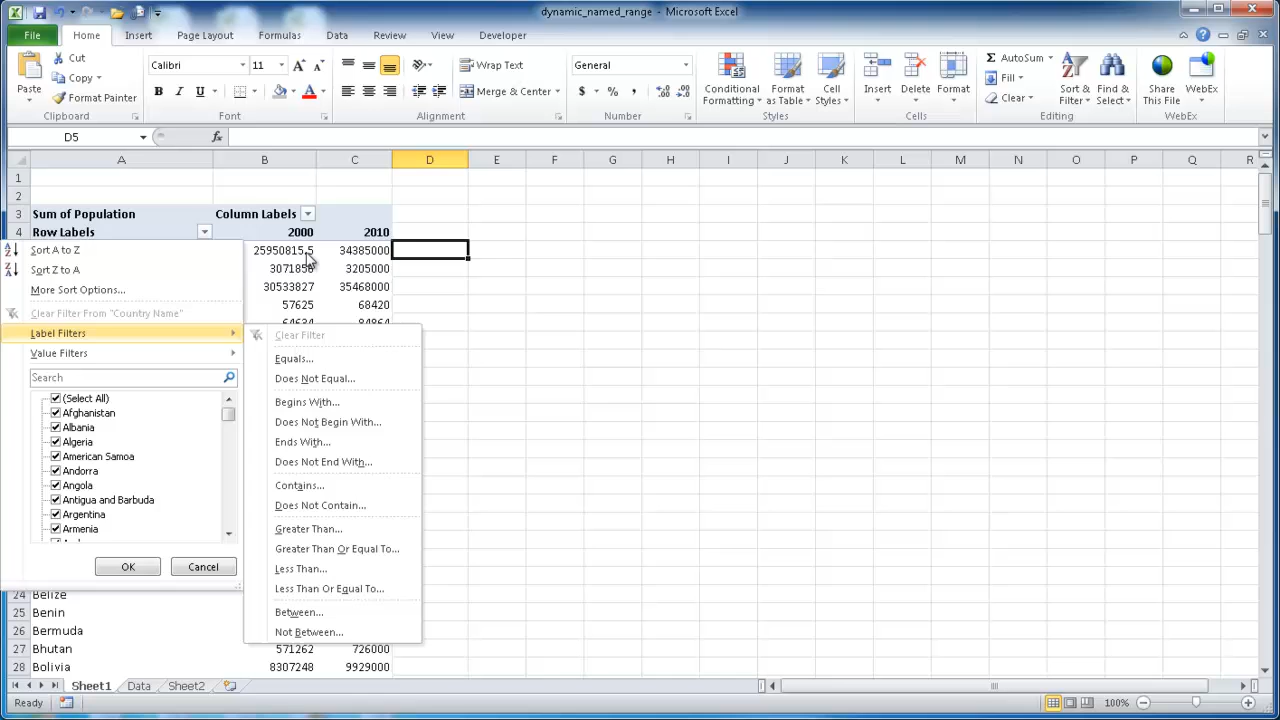 dynamic_named_range - Microsoft Excel
File Home Insert Page Layout Formulas Data Review View Developer
Paste
Cut
Copy
Format Painter
Clipboard
Calibri 11
B I U
Font
Wrap Text
Merge & Center
Alignment
General
$ % ,
Number
Conditional Formatting
Format as Table
Cell Styles
Styles
Insert
Delete
Format
Cells
AutoSum
Fill
Clear
Sort & Filter
Find & Select
Editing
Share This File
WebEx
WebEx
D5 fx
A B C D E F G H I J K L M N O P Q R
1
2
3 Sum of Population Column Labels
4 Row Labels 2000 2010
25950815.5 34385000
3205000
30533827 35468000
57625 68420
Sort A to Z
Sort Z to A
More Sort Options...
Clear Filter From "Country Name"
Label Filters
Value Filters
Search
(Select All)
Afghanistan
Albania
Algeria
American Samoa
Andorra
Angola
Antigua and Barbuda
Argentina
Armenia
OK Cancel
Clear Filter
Equals...
Does Not Equal...
Begins With...
Does Not Begin With...
Ends With...
Does Not End With...
Contains...
Does Not Contain...
Greater Than...
Greater Than Or Equal To...
Less Than...
Less Than Or Equal To...
Between...
Not Between...
24 Belize
25 Benin
26 Bermuda
27 Bhutan 571262 726000
28 Bolivia 8307248 9929000
Sheet1 Data Sheet2
Ready 100%